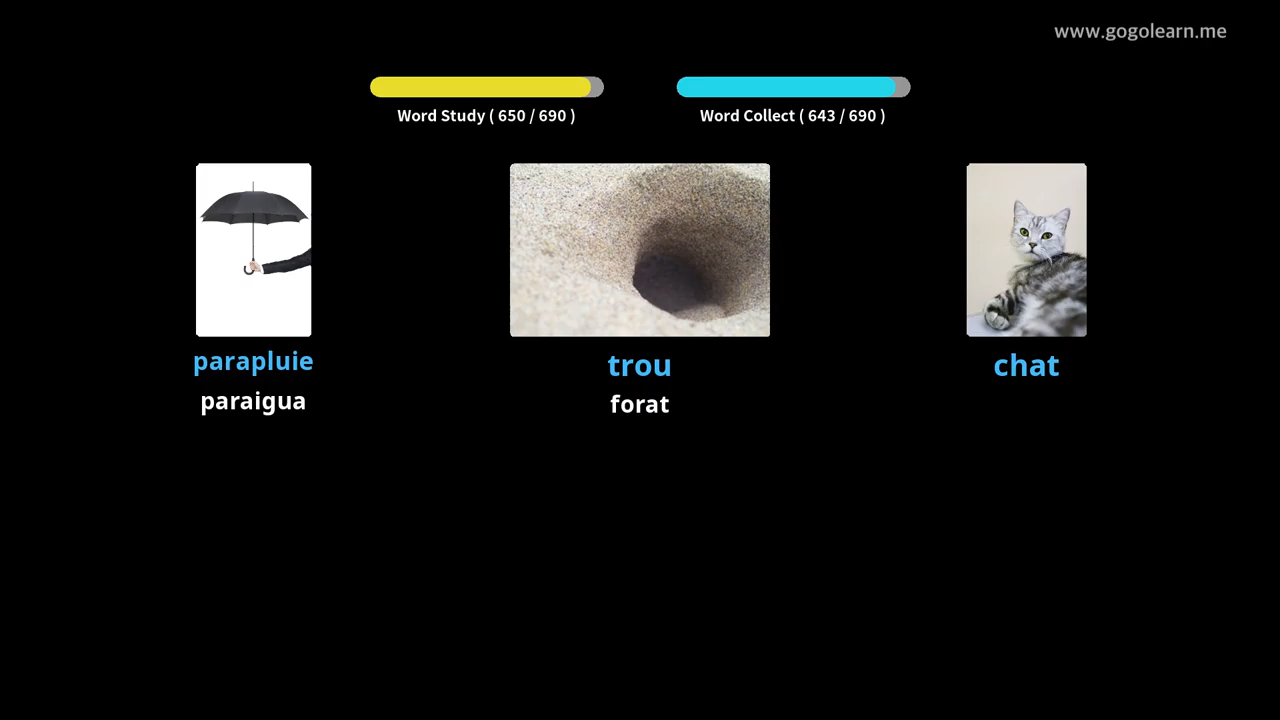 www.gogolearn.me
Word Study ( 650 / 690 )
Word Collect ( 643 / 690 )
parapluie
paraigua
trou
forat
chat